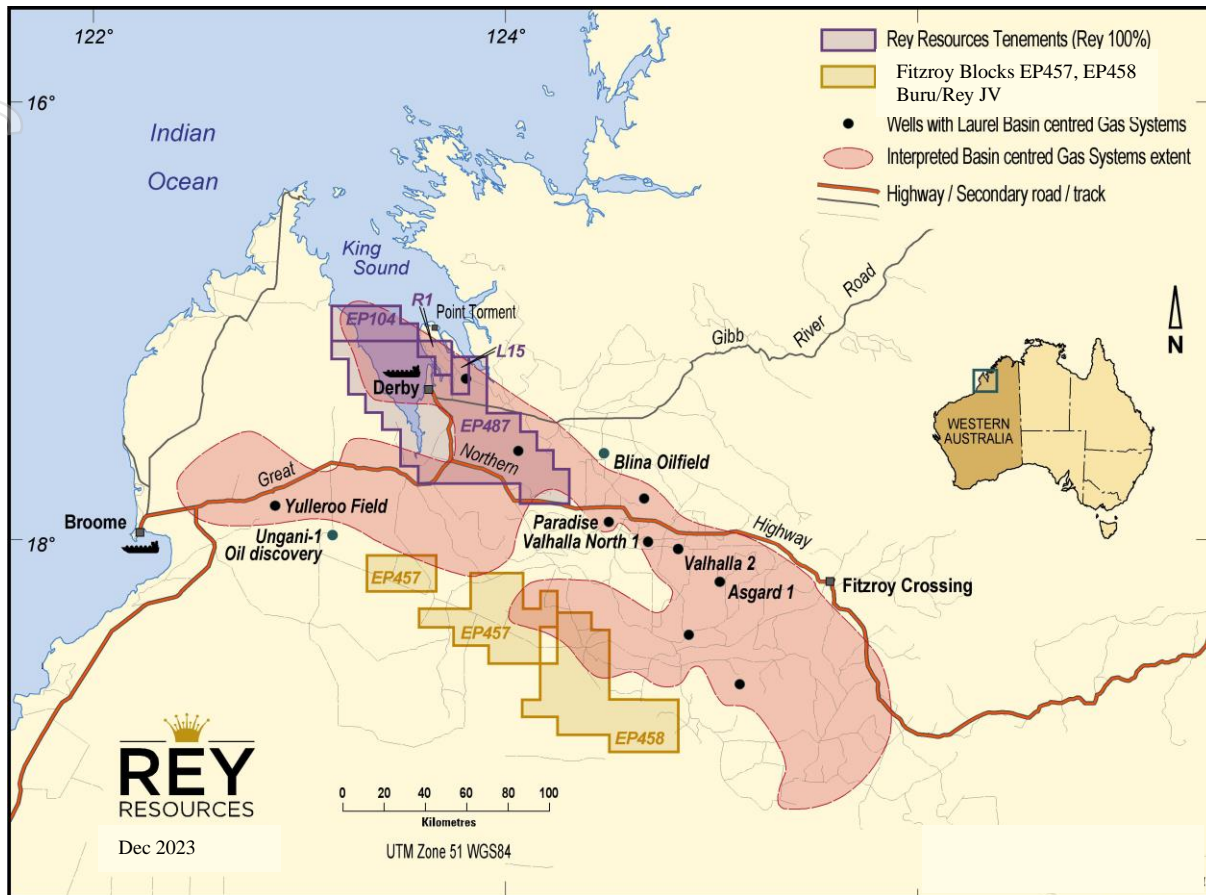 122°
124°
16°
18°
Rey Resources Tenements (Rey 100%)
Fitzroy Blocks EP457, EP458
Buru/Rey JV
Wells with Laurel Basin centred Gas Systems
Interpreted Basin centred Gas Systems extent
Highway / Secondary road / track
Indian
Ocean
King
Sound
R1
Point Torment
EP104
L15
Derby
EP487
Gibb River Road
N
WESTERN
AUSTRALIA
Great Northern Highway
Blina Oilfield
Yulleroo Field
Broome
Ungani-1
Oil discovery
Paradise
Valhalla North 1
Valhalla 2
Asgard 1
Fitzroy Crossing
EP457
EP457
EP458
REY
RESOURCES
Dec 2023
0 20 40 60 80 100
Kilometres
UTM Zone 51 WGS84